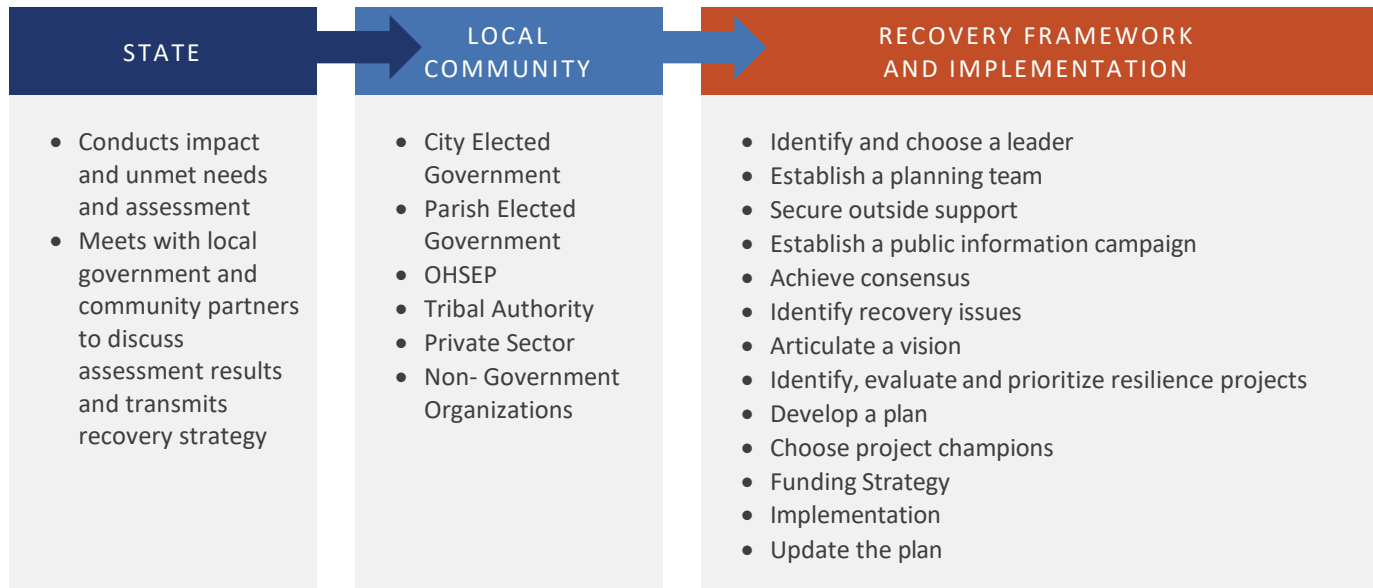 STATE
• Conducts impact
and unmet needs
and assessment
• Meets with local
government and
community partners
to discuss
assessment results
and transmits
recovery strategy
LOCAL
COMMUNITY
• City Elected
Government
• Parish Elected
Government
• OHSEP
• Tribal Authority
• Private Sector
• Non- Government
Organizations
RECOVERY FRAMEWORK
AND IMPLEMENTATION
• Identify and choose a leader
• Establish a planning team
• Secure outside support
• Establish a public information campaign
• Achieve consensus
• Identify recovery issues
• Articulate a vision
• Identify, evaluate and prioritize resilience projects
• Develop a plan
• Choose project champions
• Funding Strategy
• Implementation
• Update the plan